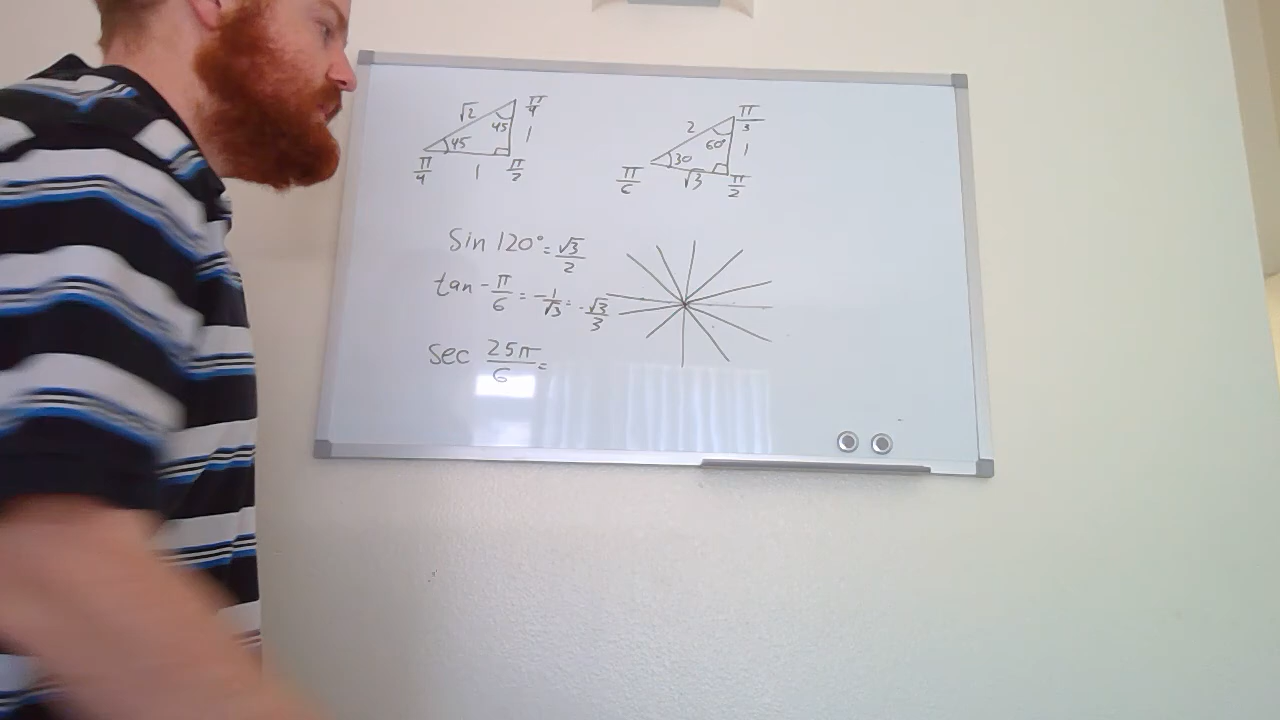 √2 45 π/4
45 1
π/4 1 π/2
2 60° π/3
30 1
π/6 √3 π/2
Sin 120° = √3/2
tan -π/6 = -1/√3 = -√3/3
sec 25π/6 =